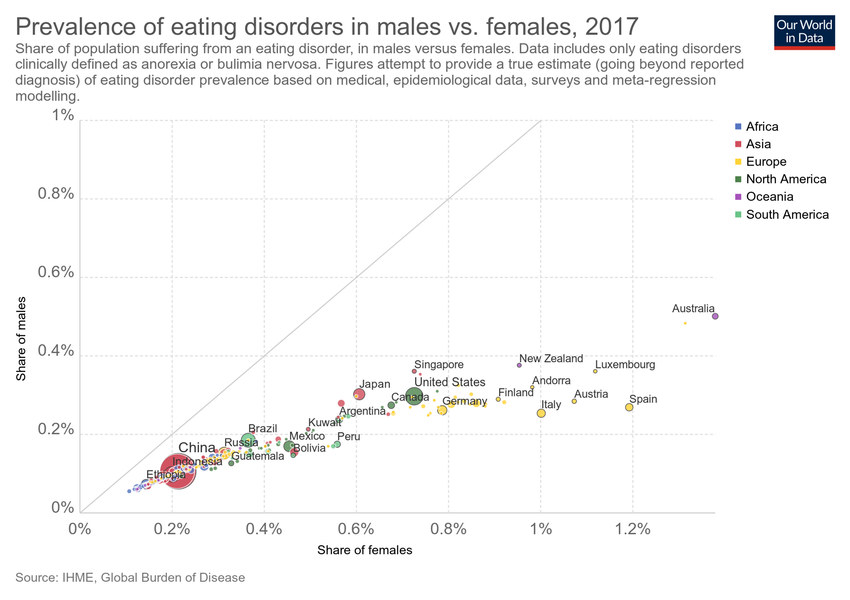 Prevalence of eating disorders in males vs. females, 2017
Our World
in Data
Share of population suffering from an eating disorder, in males versus females. Data includes only eating disorders
clinically defined as anorexia or bulimia nervosa. Figures attempt to provide a true estimate (going beyond reported
diagnosis) of eating disorder prevalence based on medical, epidemiological data, surveys and meta-regression
modelling.
1%
0.8%
0.6%
0.4%
0.2%
0%
Share of males
Africa
Asia
Europe
North America
Oceania
South America
Australia
New Zealand
Luxembourg
Singapore
Andorra
Japan
United States
Finland
Austria
Spain
Canada
Germany
Italy
Argentina
Kuwait
Brazil
Mexico
Peru
China
Russia
Bolivia
Guatemala
Indonesia
Ethiopia
0%
0.2%
0.4%
0.6%
0.8%
1%
1.2%
Share of females
Source: IHME, Global Burden of Disease